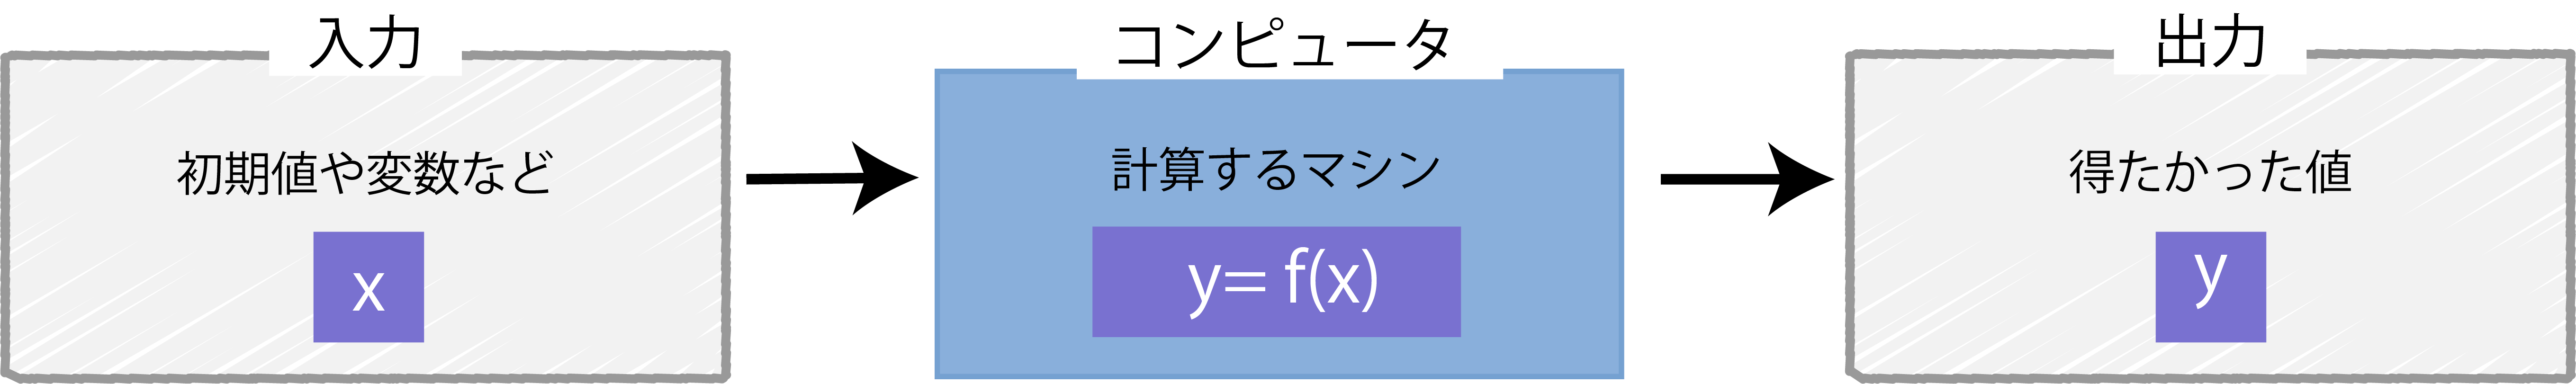 入力
初期値や変数など
x
コンピュータ
計算するマシン
y= f(x)
出力
得たかった値
y